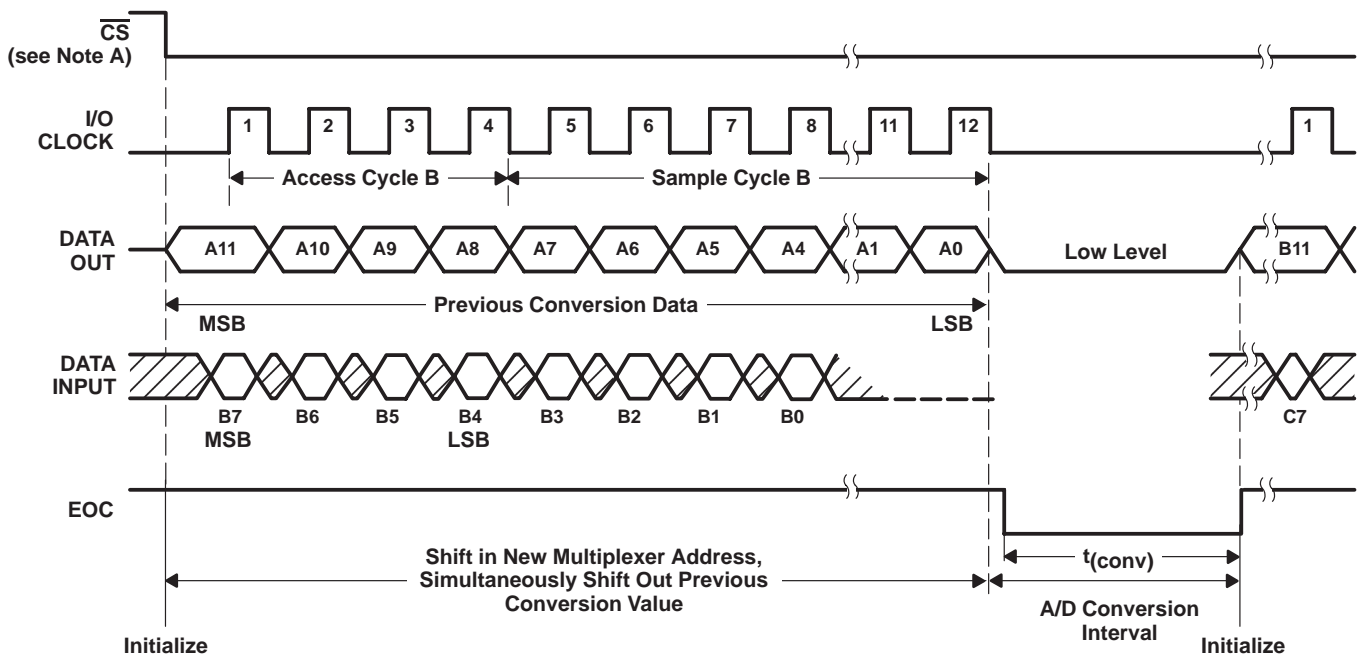 CS
(see Note A)
I/O
CLOCK
1 2 3 4 5 6 7 8 11 12 1
Access Cycle B Sample Cycle B
DATA
OUT
A11 A10 A9 A8 A7 A6 A5 A4 A1 A0 Low Level B11
Previous Conversion Data
MSB LSB
DATA
INPUT
B7 B6 B5 B4 B3 B2 B1 B0 C7
MSB LSB
EOC
t(conv)
Shift in New Multiplexer Address,
Simultaneously Shift Out Previous
Conversion Value
A/D Conversion
Interval
Initialize Initialize